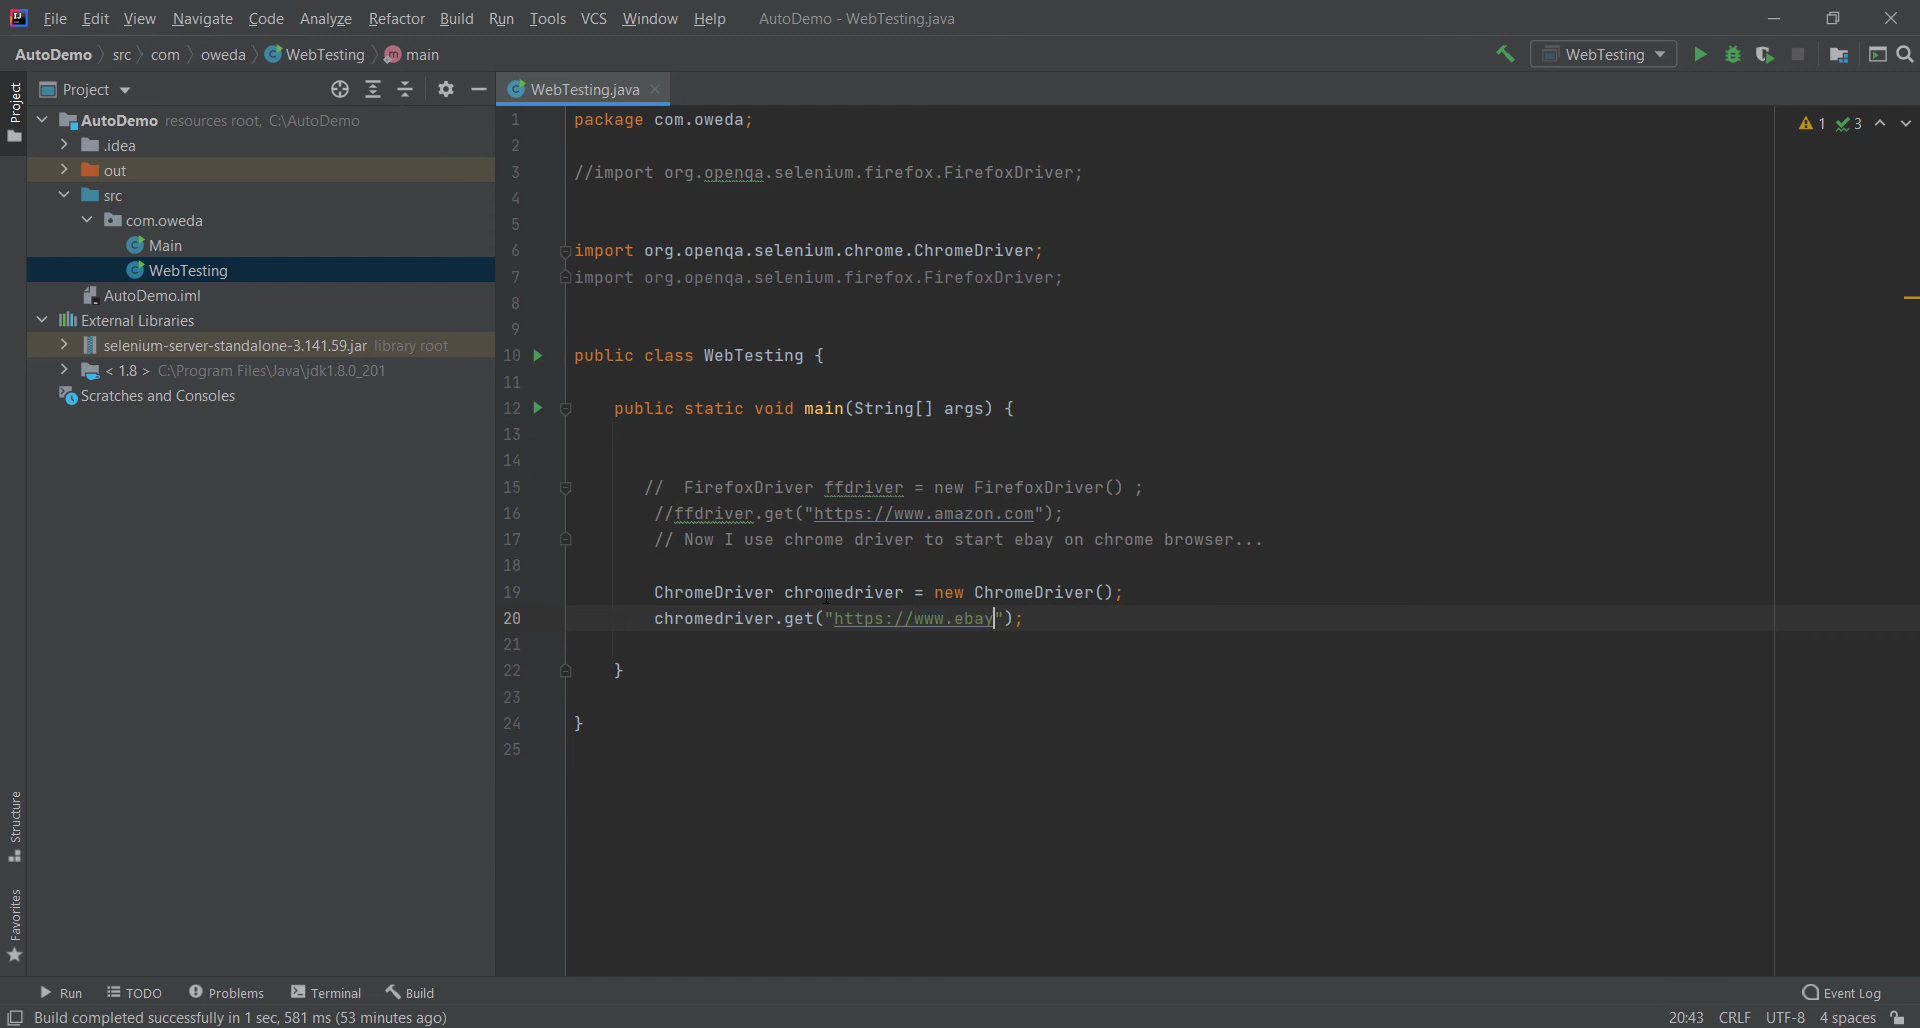 File Edit View Navigate Code Analyze Refactor Build Run Tools VCS Window Help AutoDemo - WebTesting.java
AutoDemo src com oweda WebTesting main WebTesting
Project
Project
WebTesting.java
AutoDemo resources root, C:\AutoDemo
.idea
out
src
com.oweda
Main
WebTesting
AutoDemo.iml
External Libraries
selenium-server-standalone-3.141.59.jar library root
< 1.8 > C:\Program Files\Java\jdk1.8.0_201
Scratches and Consoles
1 package com.oweda;
2
3 //import org.openqa.selenium.firefox.FirefoxDriver;
4
5
6 import org.openqa.selenium.chrome.ChromeDriver;
7 import org.openqa.selenium.firefox.FirefoxDriver;
8
9
10 public class WebTesting {
11
12 public static void main(String[] args) {
13
14
15 // FirefoxDriver ffdriver = new FirefoxDriver() ;
16 //ffdriver.get("https://www.amazon.com");
17 // Now I use chrome driver to start ebay on chrome browser...
18
19 ChromeDriver chromedriver = new ChromeDriver();
20 chromedriver.get("https://www.ebay");
21
22 }
23
24 }
25
1 3
Structure
Favorites
Run TODO Problems Terminal Build Event Log
Build completed successfully in 1 sec, 581 ms (53 minutes ago) 20:43 CRLF UTF-8 4 spaces